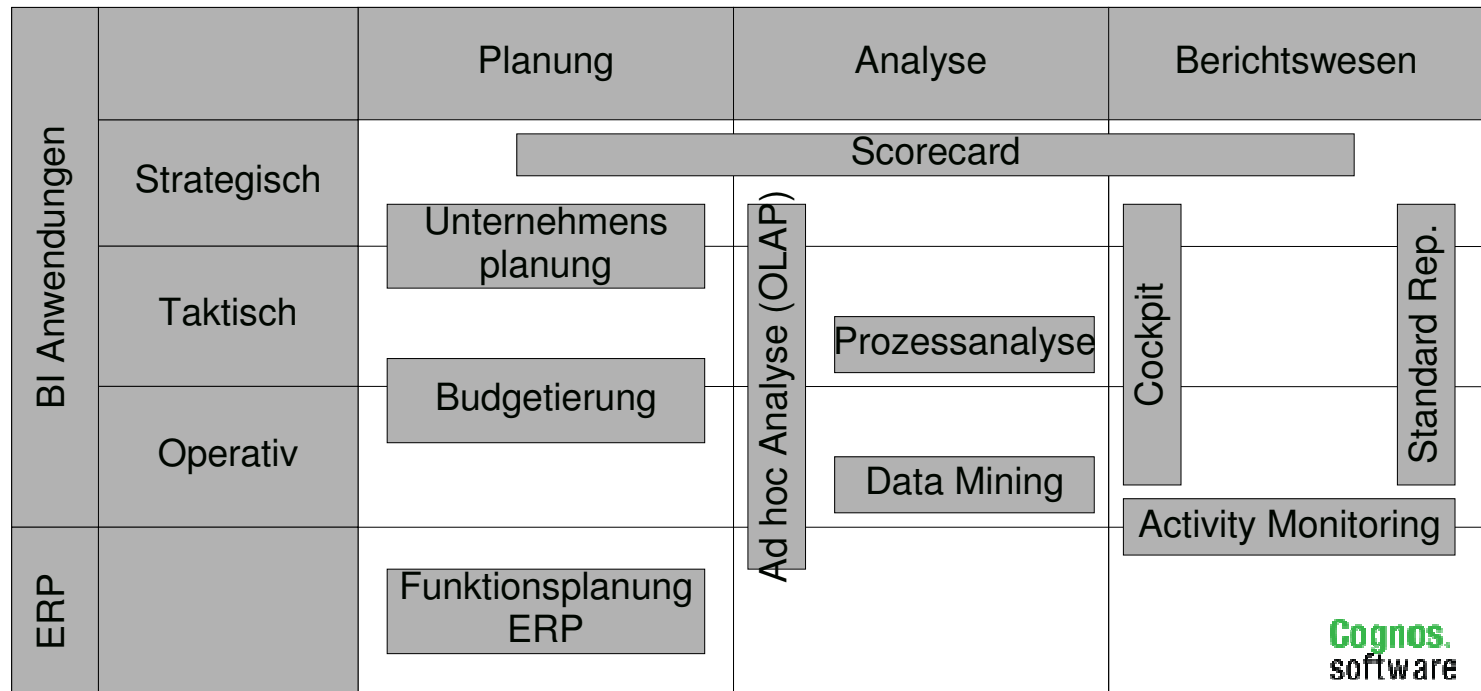 Planung
Analyse
Berichtswesen
BI Anwendungen
Strategisch
Scorecard
Unternehmens
planung
Ad hoc Analyse (OLAP)
Cockpit
Standard Rep.
Taktisch
Prozessanalyse
Budgetierung
Operativ
Data Mining
Activity Monitoring
ERP
Funktionsplanung
ERP
Cognos.
software